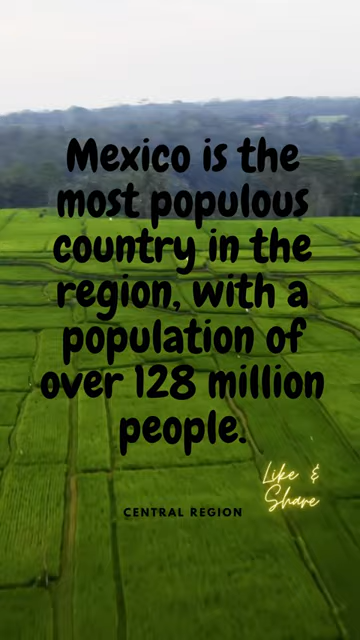 Mexico is the
most populous
country in the
region, with a
population of
over 128 million
people.
Like &
Share
CENTRAL REGION